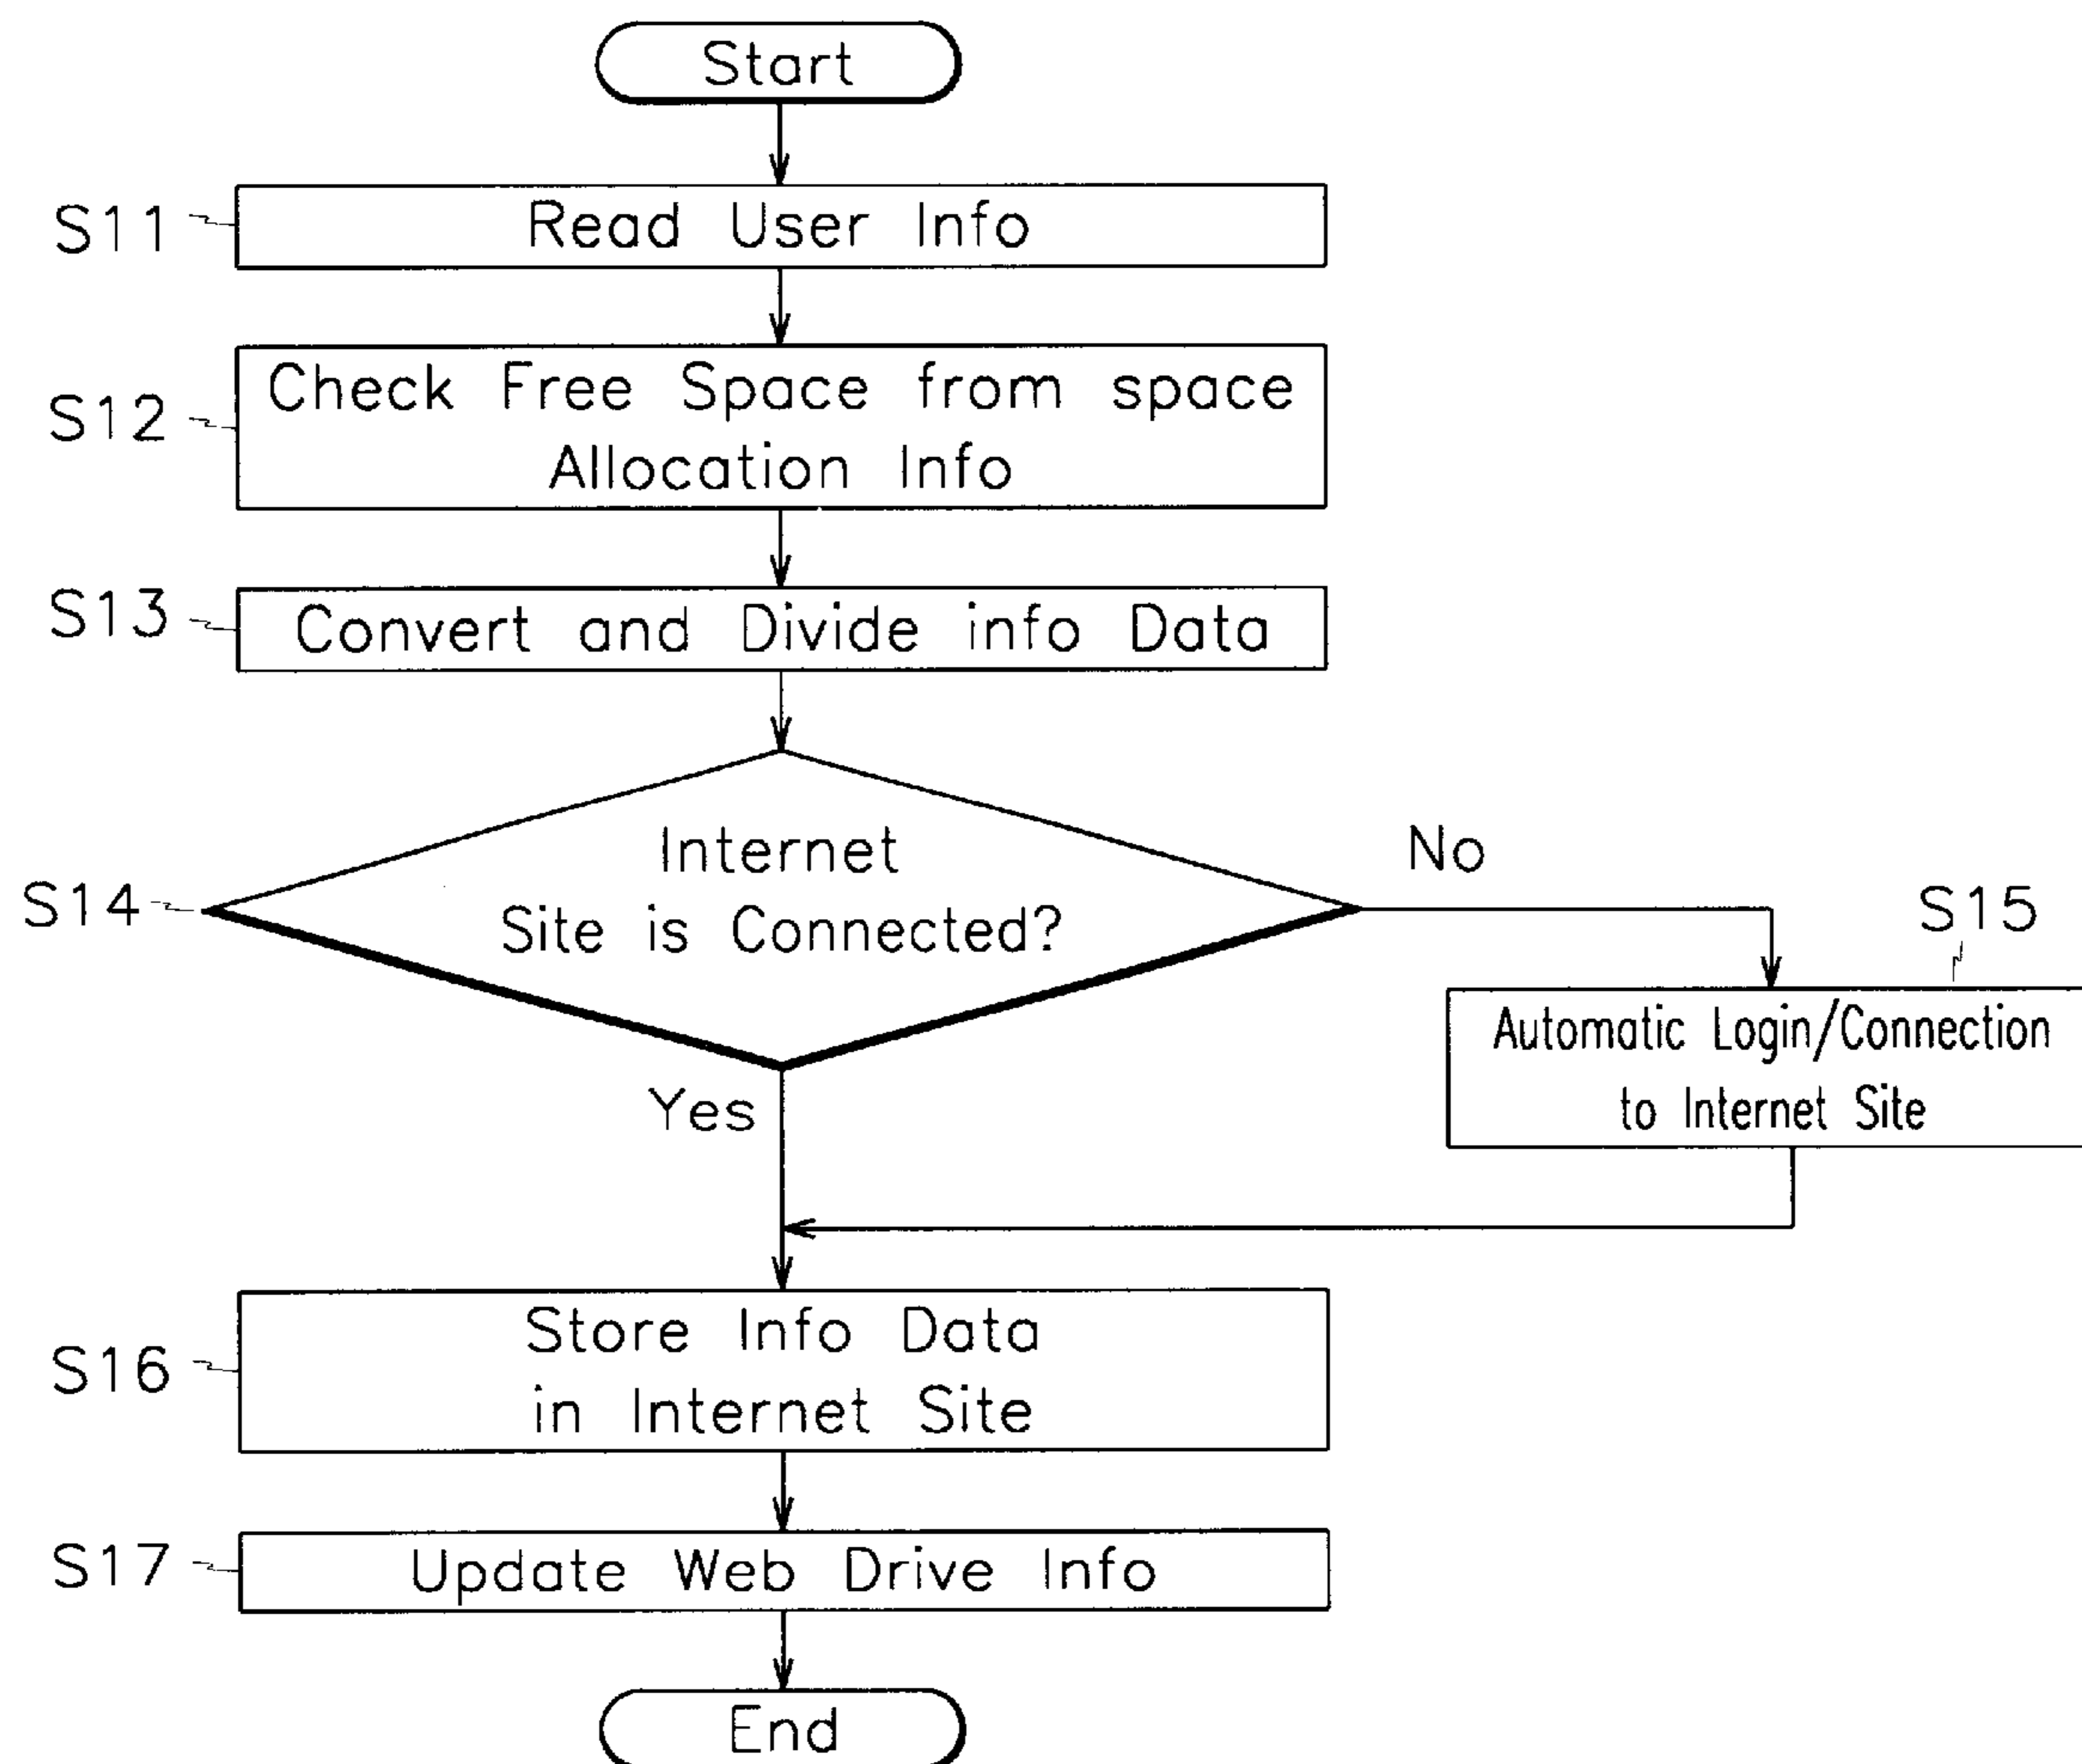 Start
S11
Read User Info
S12
Check Free Space from space
Allocation Info
S13
Convert and Divide info Data
S14
Internet
Site is Connected?
No
S15
Automatic Login/Connection
to Internet Site
Yes
S16
Store Info Data
in Internet Site
S17
Update Web Drive Info
End